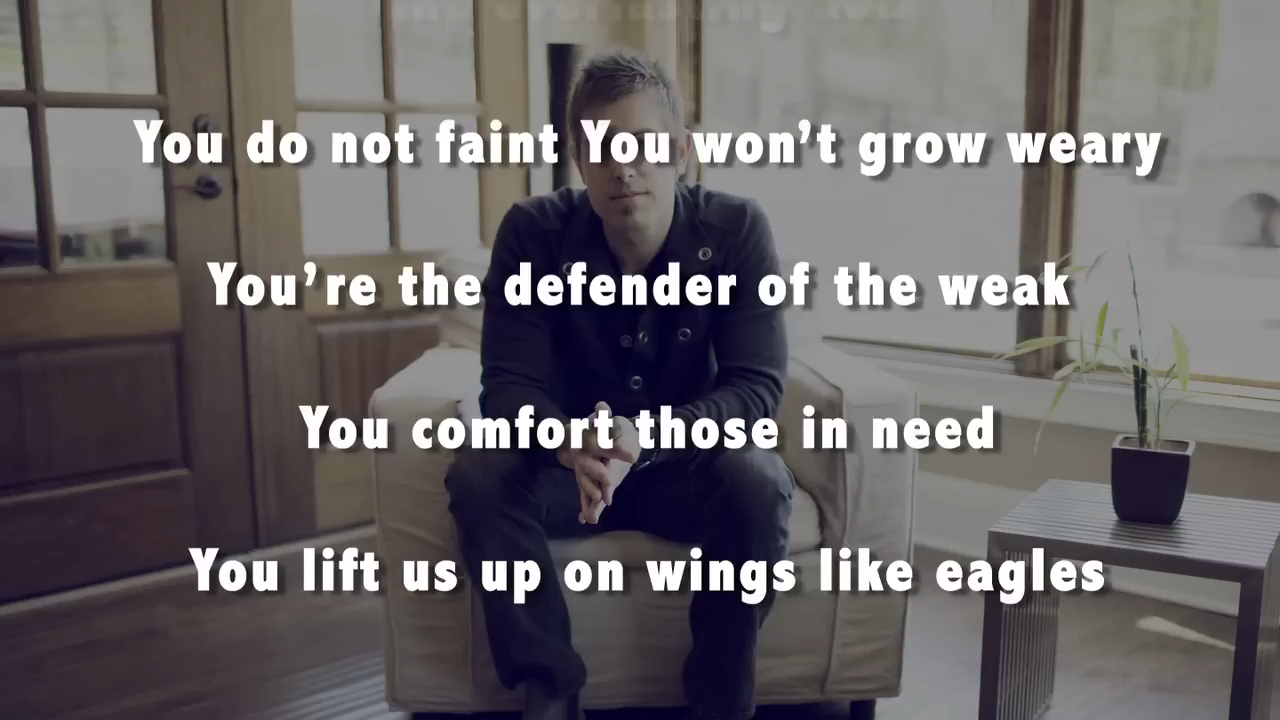 You do not faint You won't grow weary
You're the defender of the weak
You comfort those in need
You lift us up on wings like eagles